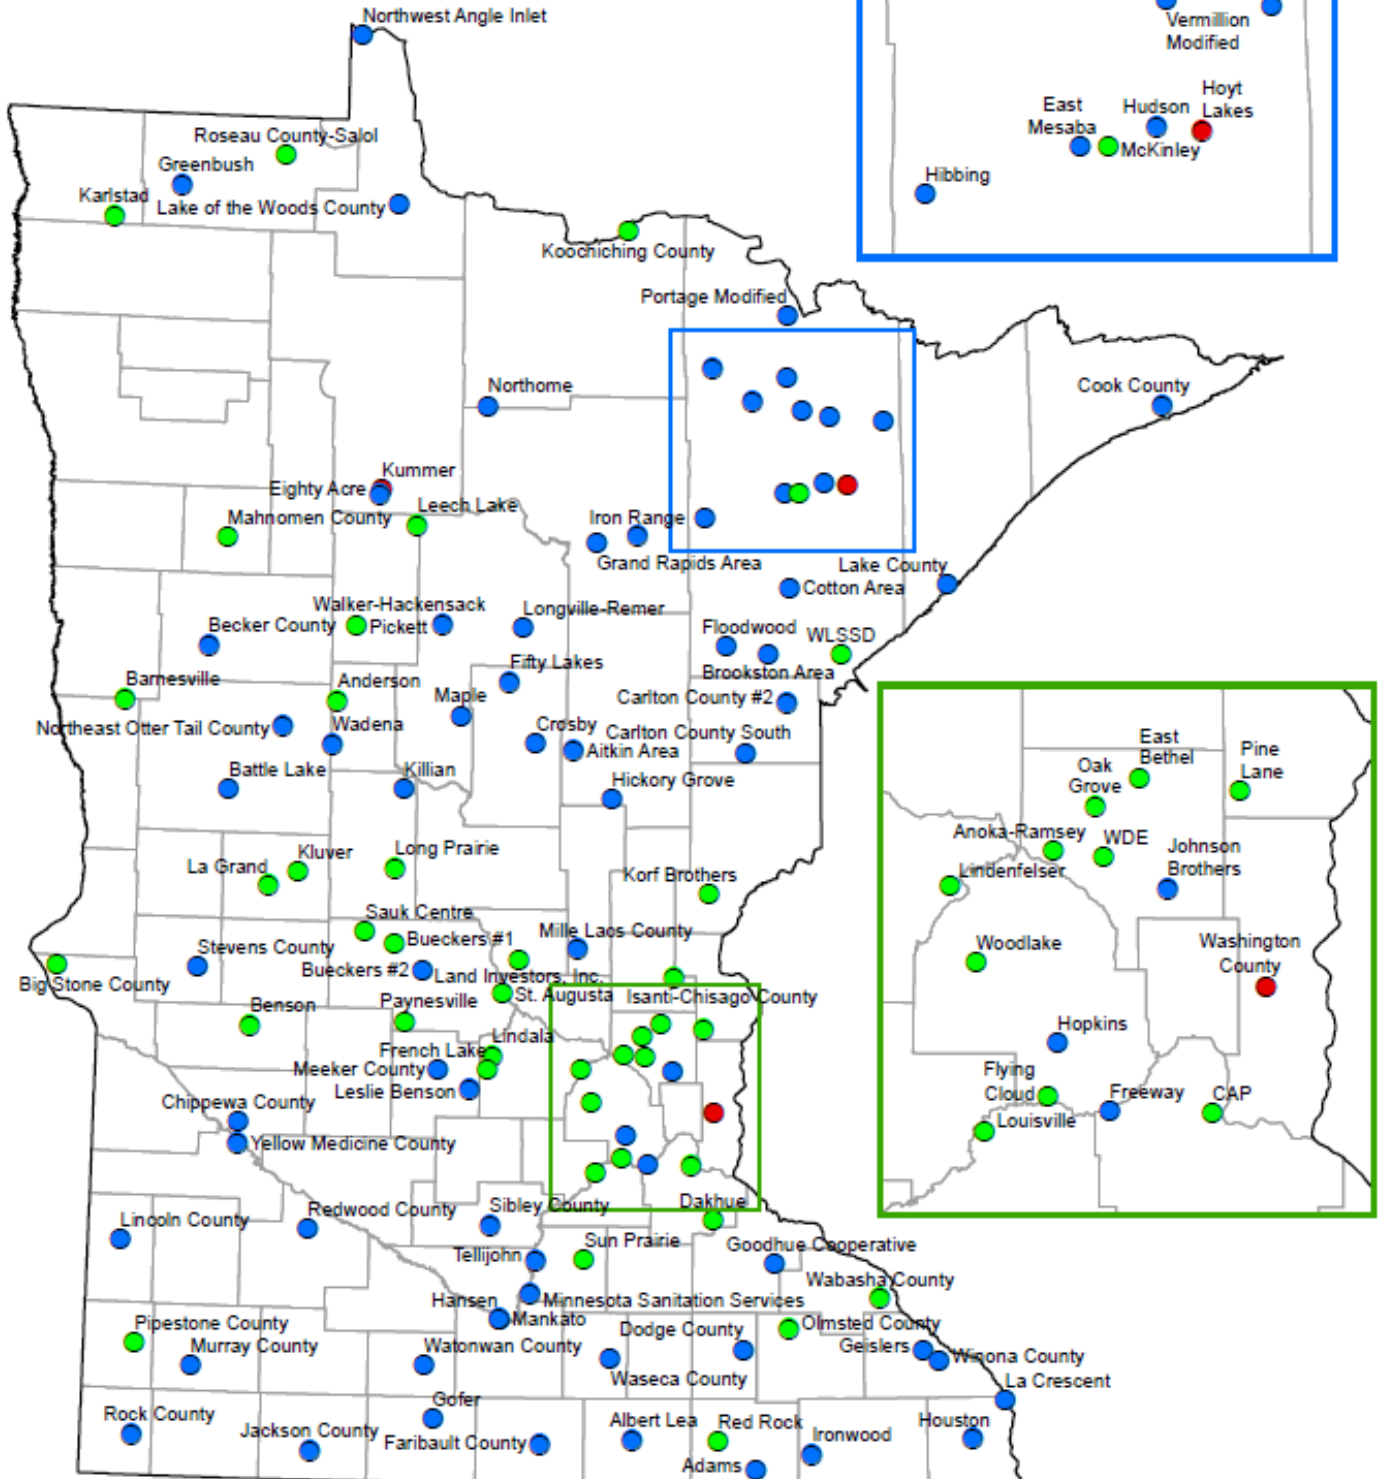 Northwest Angle Inlet
Vermillion
Modified
Hoyt
Lakes
East
Mesaba
Hudson
McKinley
Hibbing
Roseau County-Salol
Greenbush
Karlstad
Lake of the Woods County
Koochiching County
Portage Modified
Northome
Cook County
Kummer
Eighty Acre
Leech Lake
Mahnomen County
Iron Range
Grand Rapids Area
Lake County
Cotton Area
Walker-Hackensack
Longville-Remer
Becker County
Pickett
Floodwood
WLSSD
Brookston Area
Fifty Lakes
Barnesville
Anderson
Maple
Carlton County #2
Northeast Otter Tail County
Wadena
Crosby
Carlton County South
Aitkin Area
Battle Lake
Killian
Hickory Grove
East
Bethel
Pine
Lane
Oak
Grove
Anoka-Ramsey
WDE
Johnson
Brothers
Lindenfelser
Woodlake
Washington
County
Hopkins
Flying
Cloud
Freeway
CAP
Louisville
La Grand
Kluver
Long Prairie
Korf Brothers
Sauk Centre
Bueckers #1
Mille Lacs County
Stevens County
Bueckers #2
Land Investors, Inc.
Big Stone County
St. Augusta
Isanti-Chisago County
Benson
Paynesville
Lindala
French Lake
Meeker County
Leslie Benson
Chippewa County
Yellow Medicine County
Lincoln County
Redwood County
Sibley County
Dakhue
Tellijohn
Sun Prairie
Goodhue Cooperative
Wabasha County
Hansen
Minnesota Sanitation Services
Mankato
Pipestone County
Murray County
Watonwan County
Dodge County
Olmsted County
Geislers
Winona County
Waseca County
La Crescent
Rock County
Gofer
Jackson County
Faribault County
Albert Lea
Red Rock
Ironwood
Houston
Adams